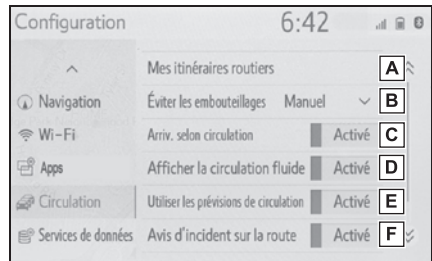 Configuration 6:42
Mes itinéraires routiers A
Navigation Éviter les embouteillages Manuel B
Wi-Fi Arriv. selon circulation Activé C
Apps Afficher la circulation fluide Activé D
Circulation Utiliser les prévisions de circulation Activé E
Services de données Avis d'incident sur la route Activé F